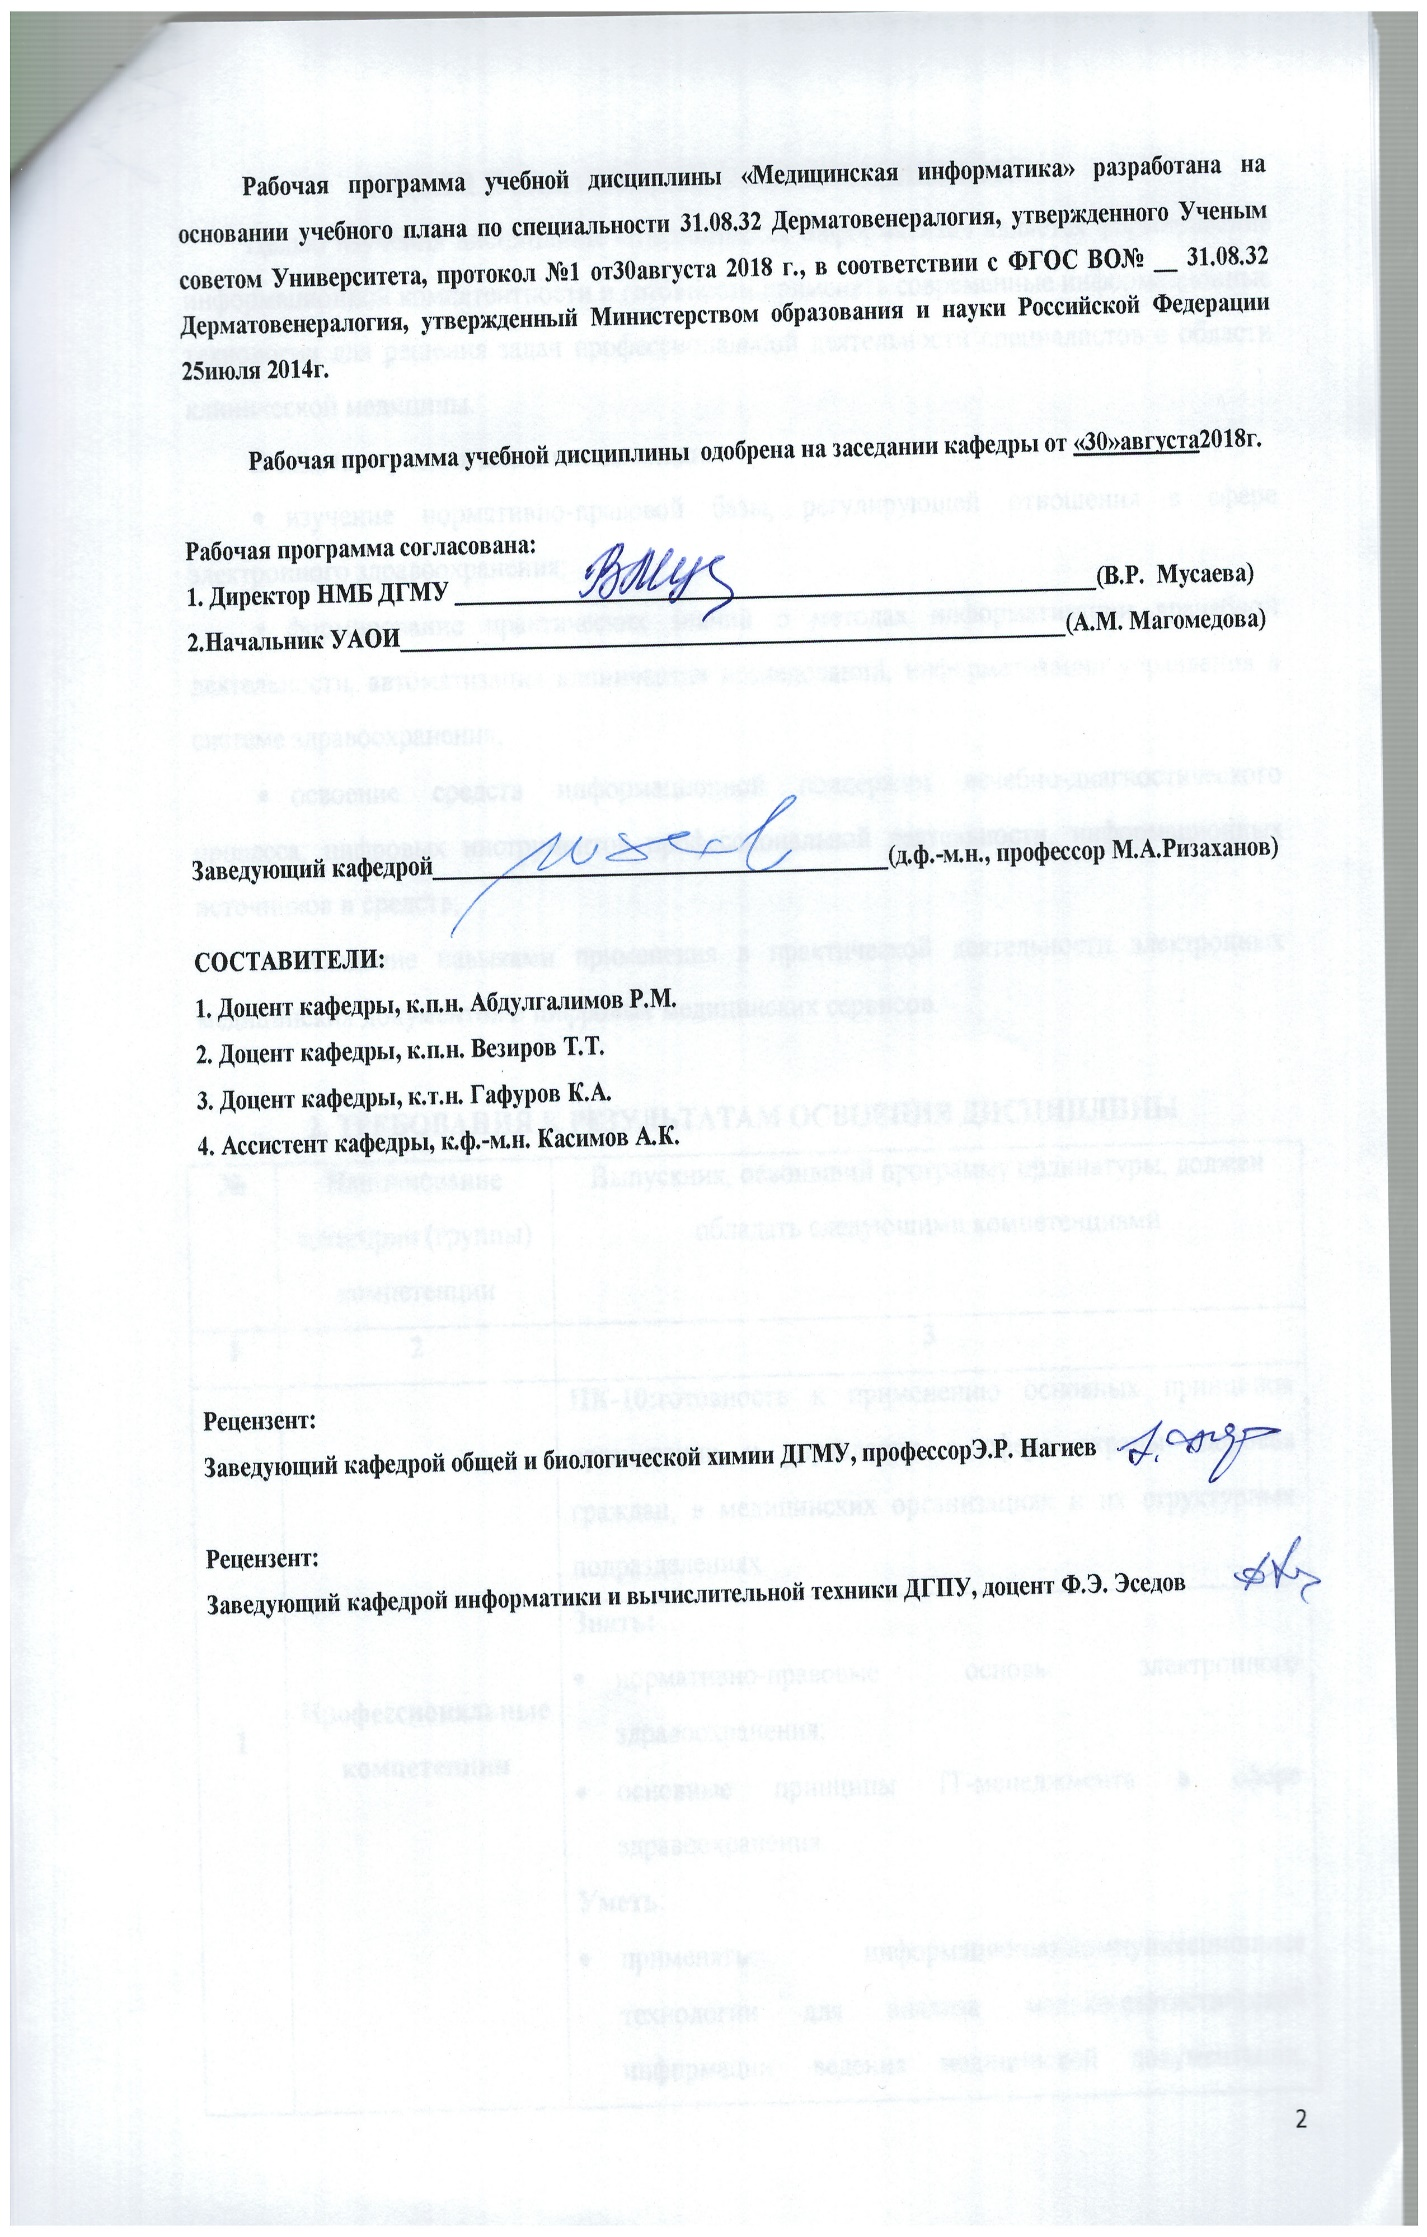 Рабочая программа учебной дисциплины «Медицинская информатика» разработана на
основании учебного плана по специальности 31.08.32 Дерматовенералогия, утвержденного Ученым
советом Университета, протокол №1 от30августа 2018 г., в соответствии с ФГОС ВО№ __ 31.08.32
Дерматовенералогия, утвержденный Министерством образования и науки Российской Федерации
25июля 2014г.
Рабочая программа учебной дисциплины одобрена на заседании кафедры от «30»августа2018г.
Рабочая программа согласована:
1. Директор НМБ ДГМУ (В.Р. Мусаева)
2.Начальник УАОИ (А.М. Магомедова)
Заведующий кафедрой (д.ф.-м.н., профессор М.А.Ризаханов)
СОСТАВИТЕЛИ:
1. Доцент кафедры, к.п.н. Абдулгалимов Р.М.
2. Доцент кафедры, к.п.н. Везиров Т.Т.
3. Доцент кафедры, к.т.н. Гафуров К.А.
4. Ассистент кафедры, к.ф.-м.н. Касимов А.К.
Рецензент:
Заведующий кафедрой общей и биологической химии ДГМУ, профессорЭ.Р. Нагиев
Рецензент:
Заведующий кафедрой информатики и вычислительной техники ДГПУ, доцент Ф.Э. Эседов
2